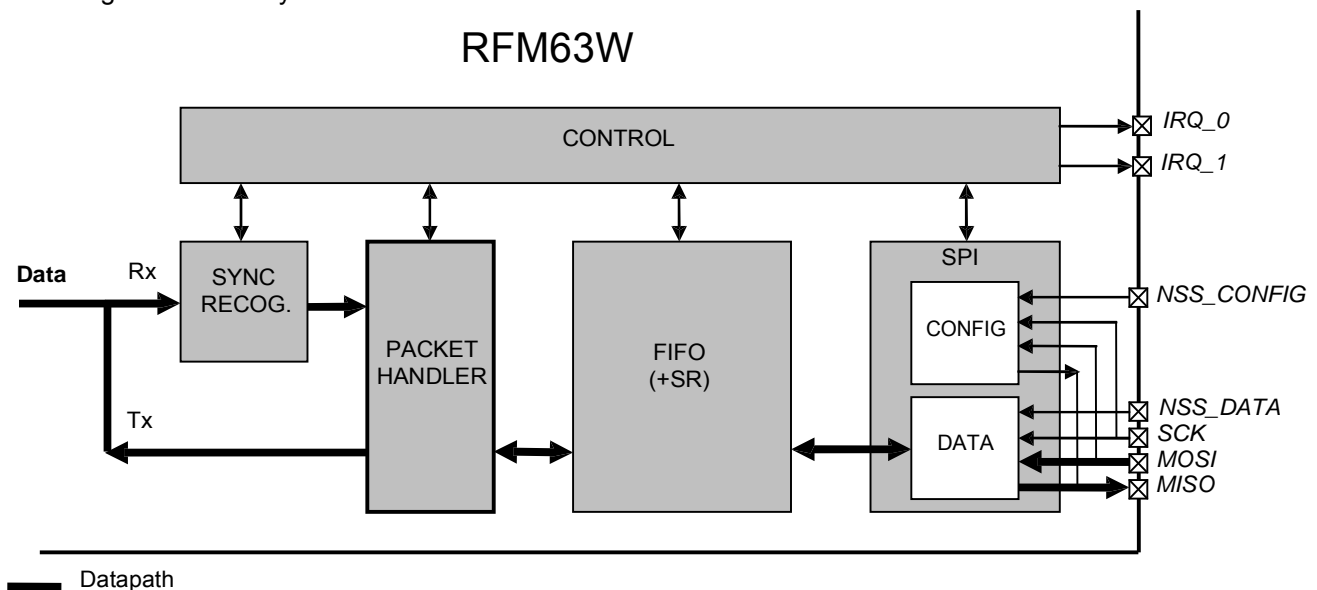 RFM63W
CONTROL
IRQ_0
IRQ_1
Data
Rx
SYNC
RECOG.
Tx
PACKET
HANDLER
FIFO
(+SR)
SPI
CONFIG
DATA
NSS_CONFIG
NSS_DATA
SCK
MOSI
MISO
Datapath